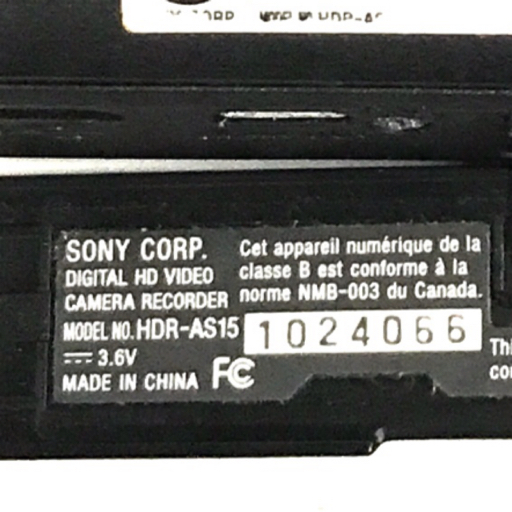 SONY CORP.
DIGITAL HD VIDEO
CAMERA RECORDER
MODEL NO. HDR-AS15
3.6V
MADE IN CHINA FC
Cet appareil numérique de la
classe B est conforme à la
norme NMB-003 du Canada.
1024066